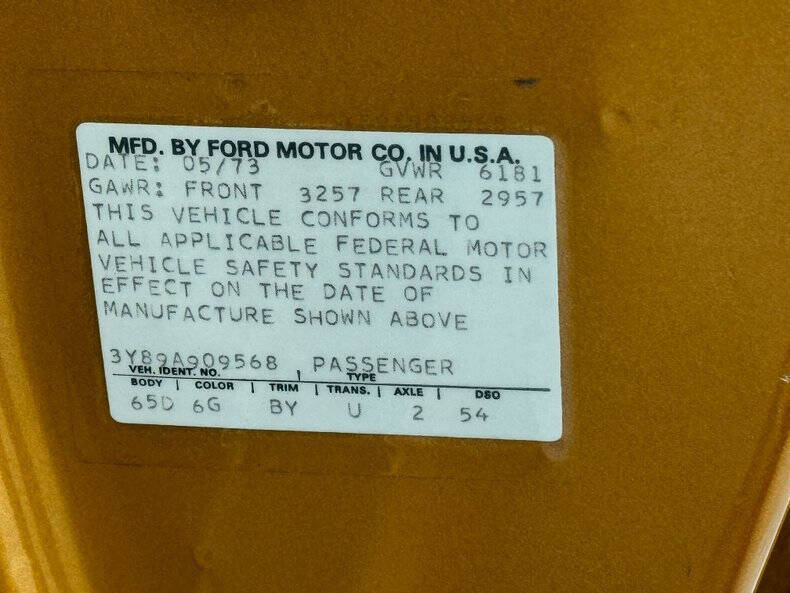 MFD. BY FORD MOTOR CO. IN U.S.A.
DATE: 05/73 GVWR 6181
GAWR: FRONT 3257 REAR 2957
THIS VEHICLE CONFORMS TO
ALL APPLICABLE FEDERAL MOTOR
VEHICLE SAFETY STANDARDS IN
EFFECT ON THE DATE OF
MANUFACTURE SHOWN ABOVE
3Y89A909568 , PASSENGER
VEH. IDENT. NO. TYPE
BODY | COLOR | TRIM | TRANS. | AXLE | DSO
65D 6G BY U 2 54